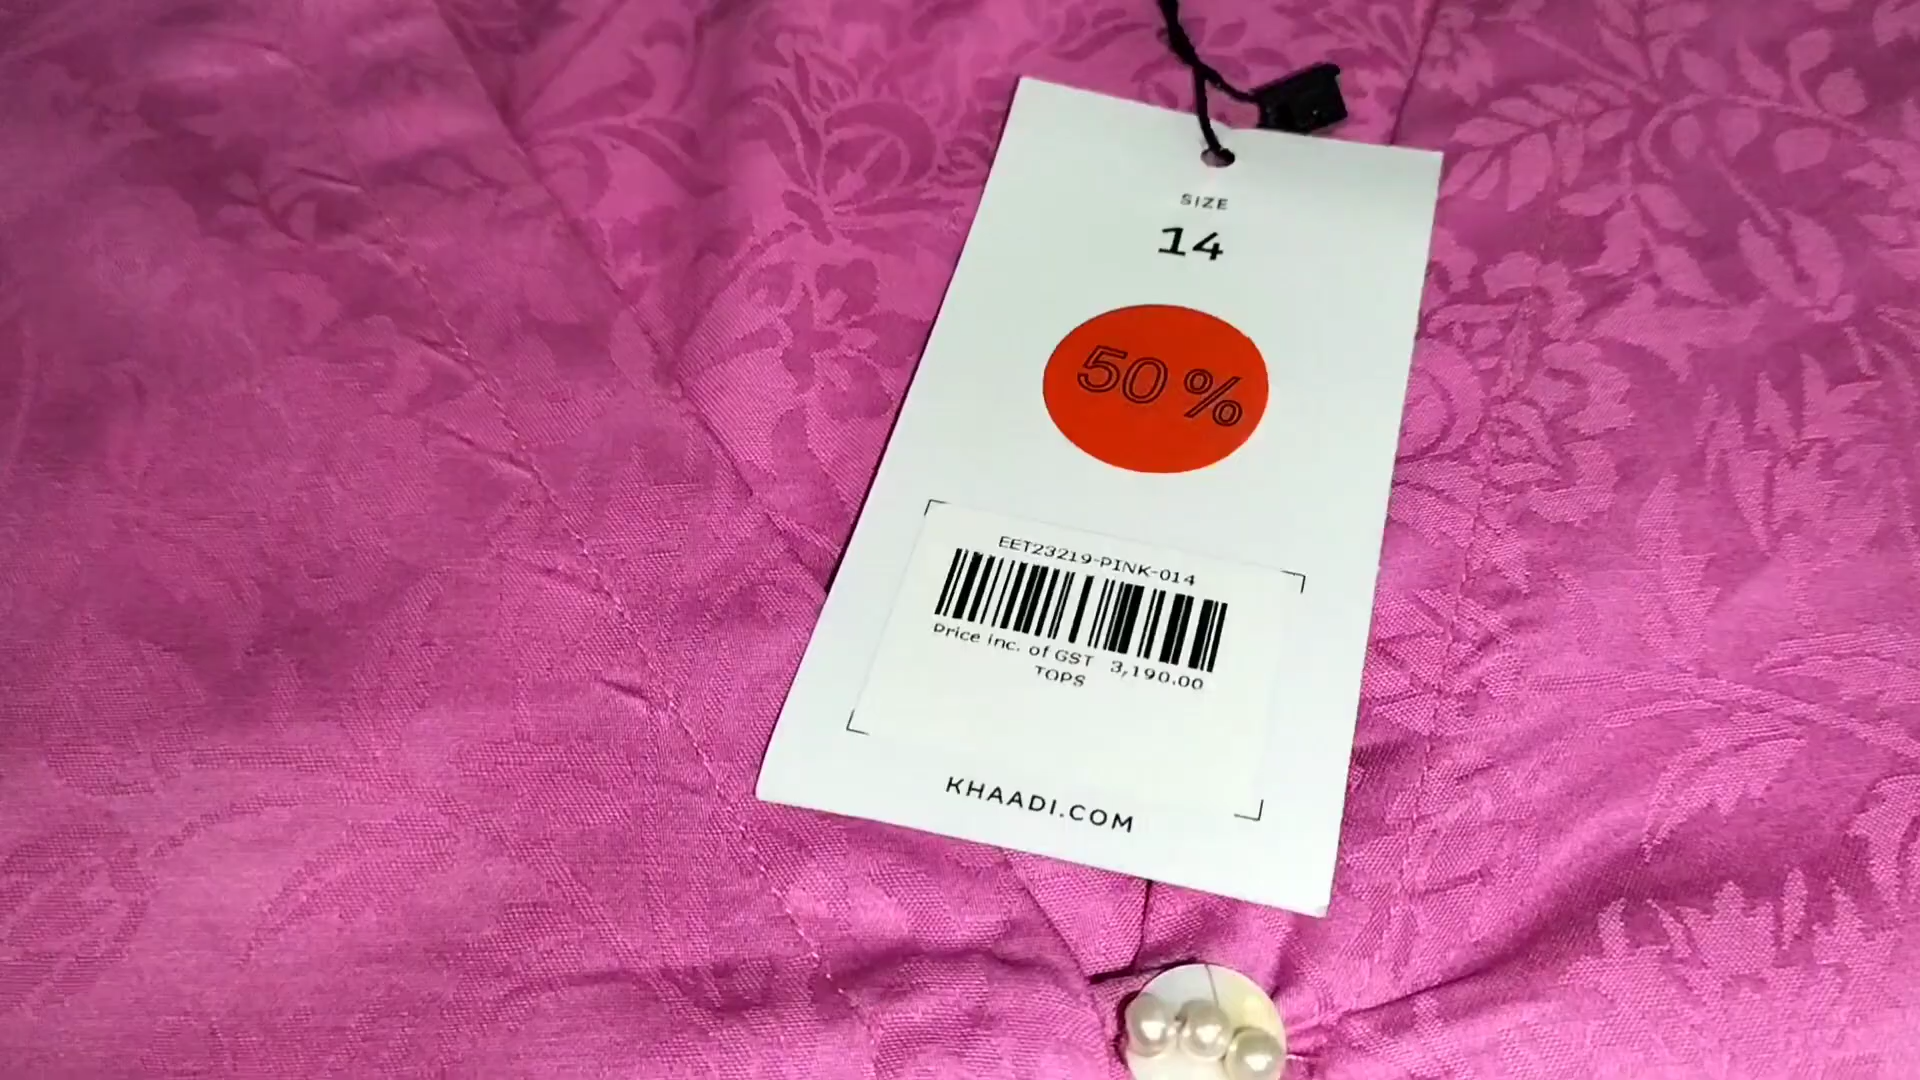 SIZE
14
50%
EET23219-PINK-014
Price inc. of GST 3,190.00
TOPS
KHAADI.COM